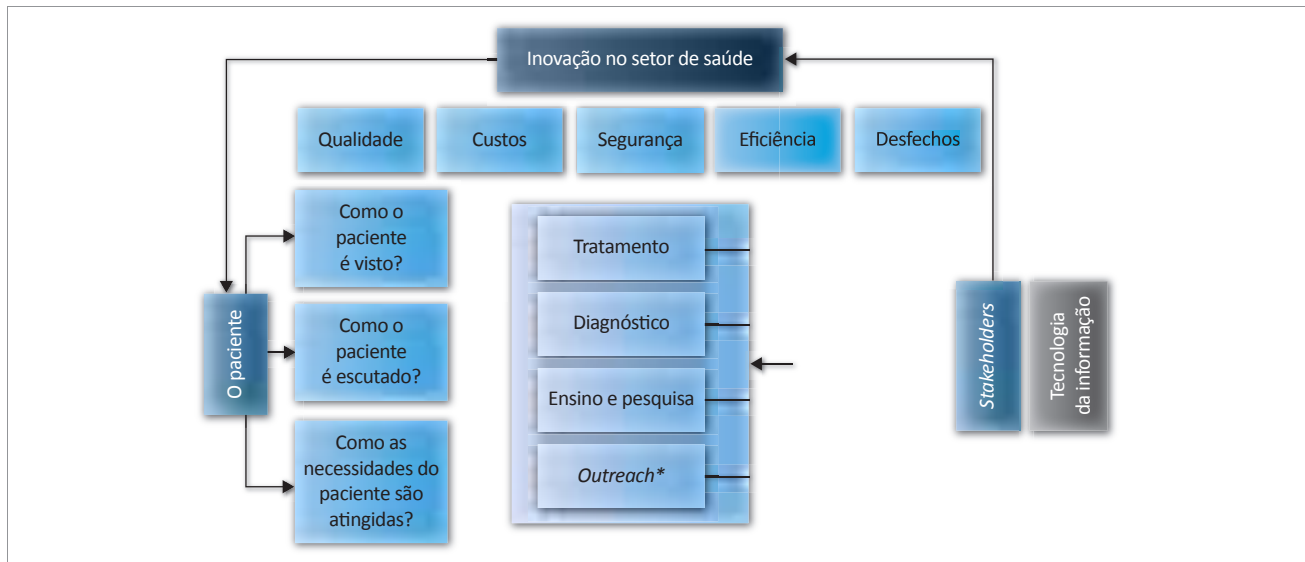 Inovação no setor de saúde
Qualidade
Custos
Segurança
Eficiência
Desfechos
Como o
paciente
é visto?
O paciente
Como o
paciente
é escutado?
Como as
necessidades do
paciente são
atingidas?
Tratamento
Diagnóstico
Ensino e pesquisa
Outreach*
Stakeholders
Tecnologia
da informação